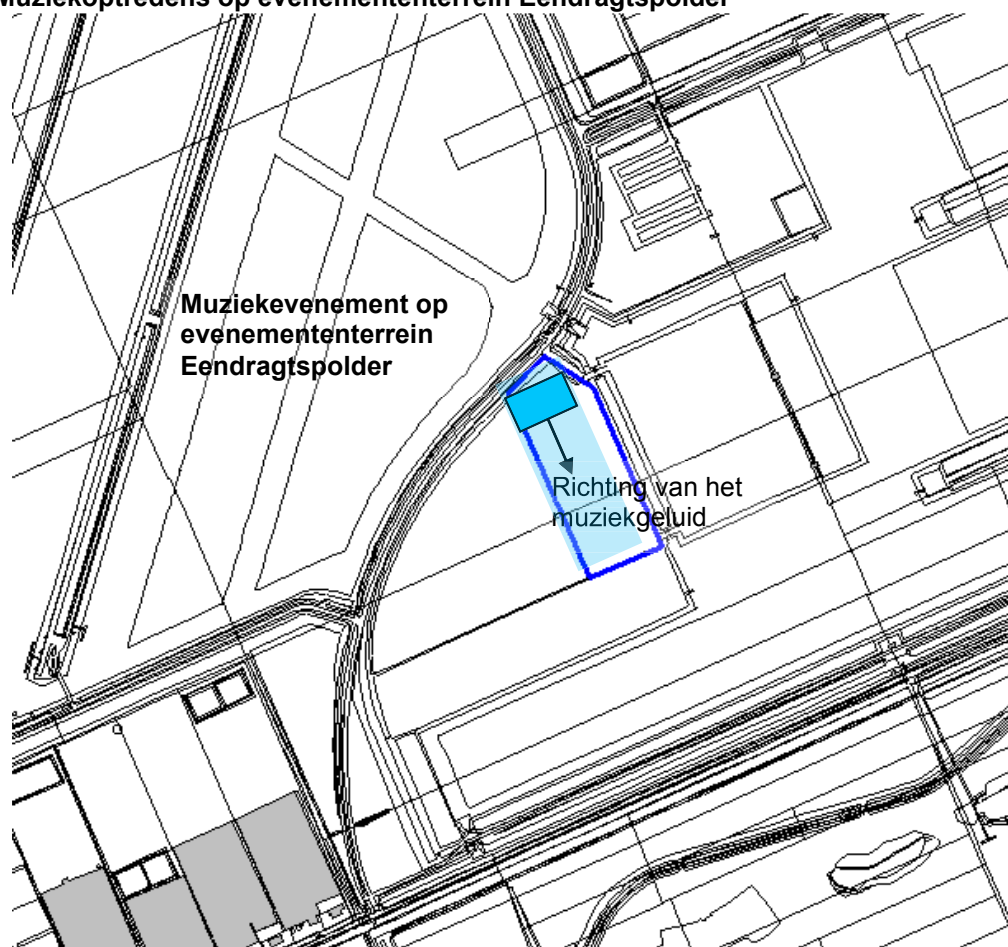 Muziekoptredens op evenemententerrein Eendragtspolder
Muziekevenement op
evenemententerrein
Eendragtspolder
Richting van het
muziekgeluid